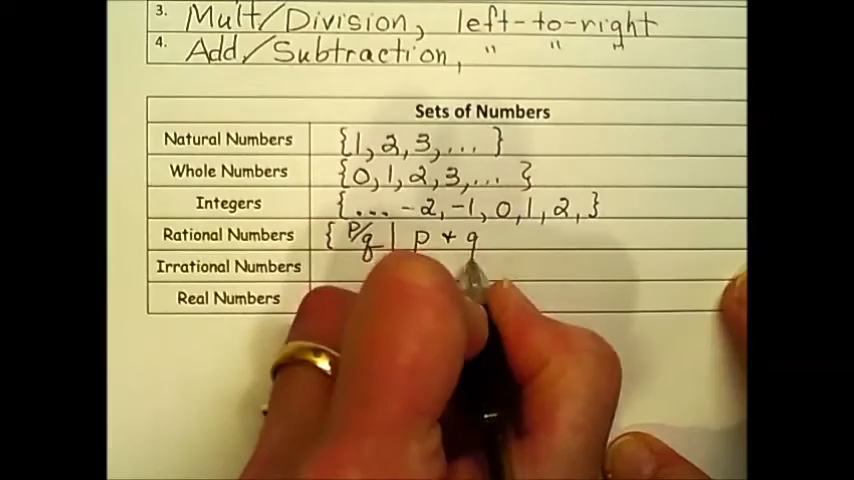 3. Mult/Division, left-to-right
4. Add/Subtraction, " " "
Sets of Numbers
Natural Numbers {1, 2, 3, ... }
Whole Numbers {0, 1, 2, 3, ... }
Integers {... -2, -1, 0, 1, 2, }
Rational Numbers { p/q | p + q
Irrational Numbers
Real Numbers